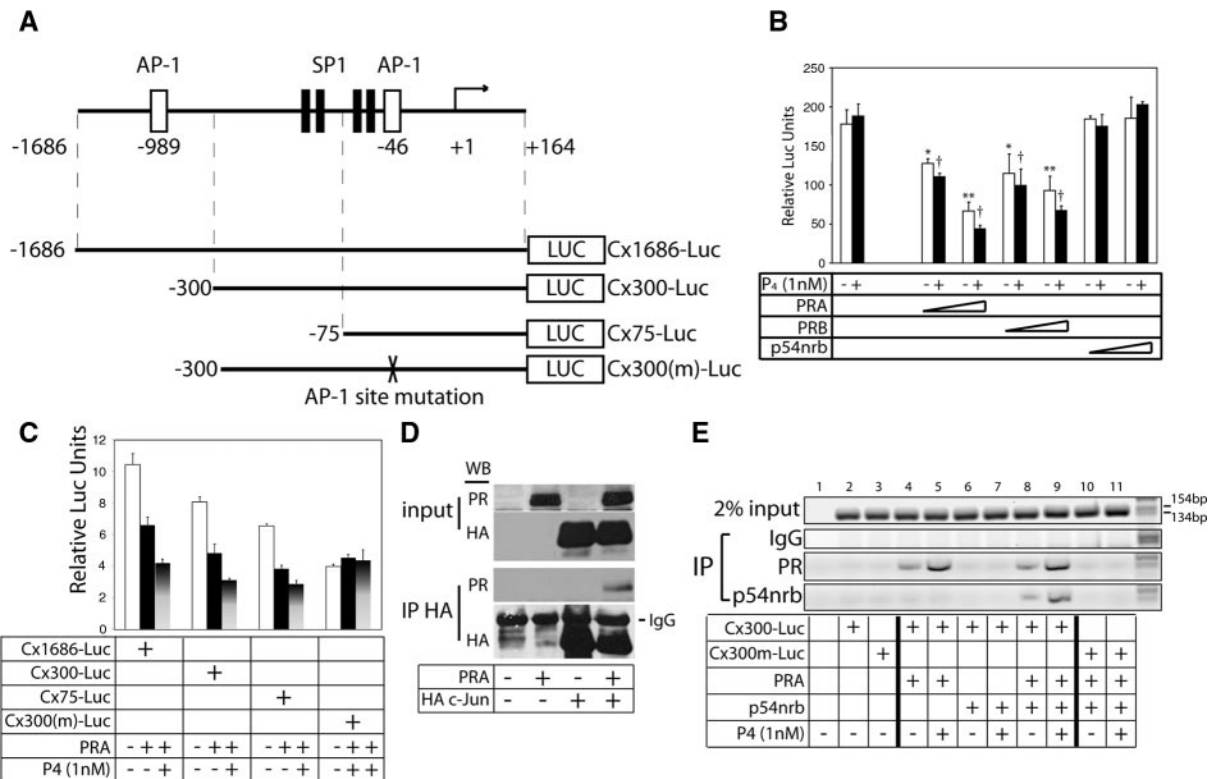 A
AP-1 SP1 AP-1
-1686 -989 -46 +1 +164
-1686 LUC Cx1686-Luc
-300 LUC Cx300-Luc
-75 LUC Cx75-Luc
-300 LUC Cx300(m)-Luc
AP-1 site mutation
B
Relative Luc Units
250
200
150
100
50
0
* † ** † * † ** †
P4 (1nM) - + - + - + - + - + - + - +
PRA
PRB
p54nrb
C
Relative Luc Units
12
10
8
6
4
2
0
Cx1686-Luc +
Cx300-Luc +
Cx75-Luc +
Cx300(m)-Luc +
PRA - + + - + + - + + - + +
P4 (1nM) - - + - - + - - + - + +
D
WB
input PR
HA
IP HA PR
HA - IgG
PRA - + - +
HA c-Jun - - + +
E
1 2 3 4 5 6 7 8 9 10 11
2% input 154bp
134bp
IgG
IP PR
p54nrb
Cx300-Luc + + + + + + +
Cx300m-Luc + + +
PRA + + + + + +
p54nrb + + + + + +
P4 (1nM) - - - - + - + - + - +